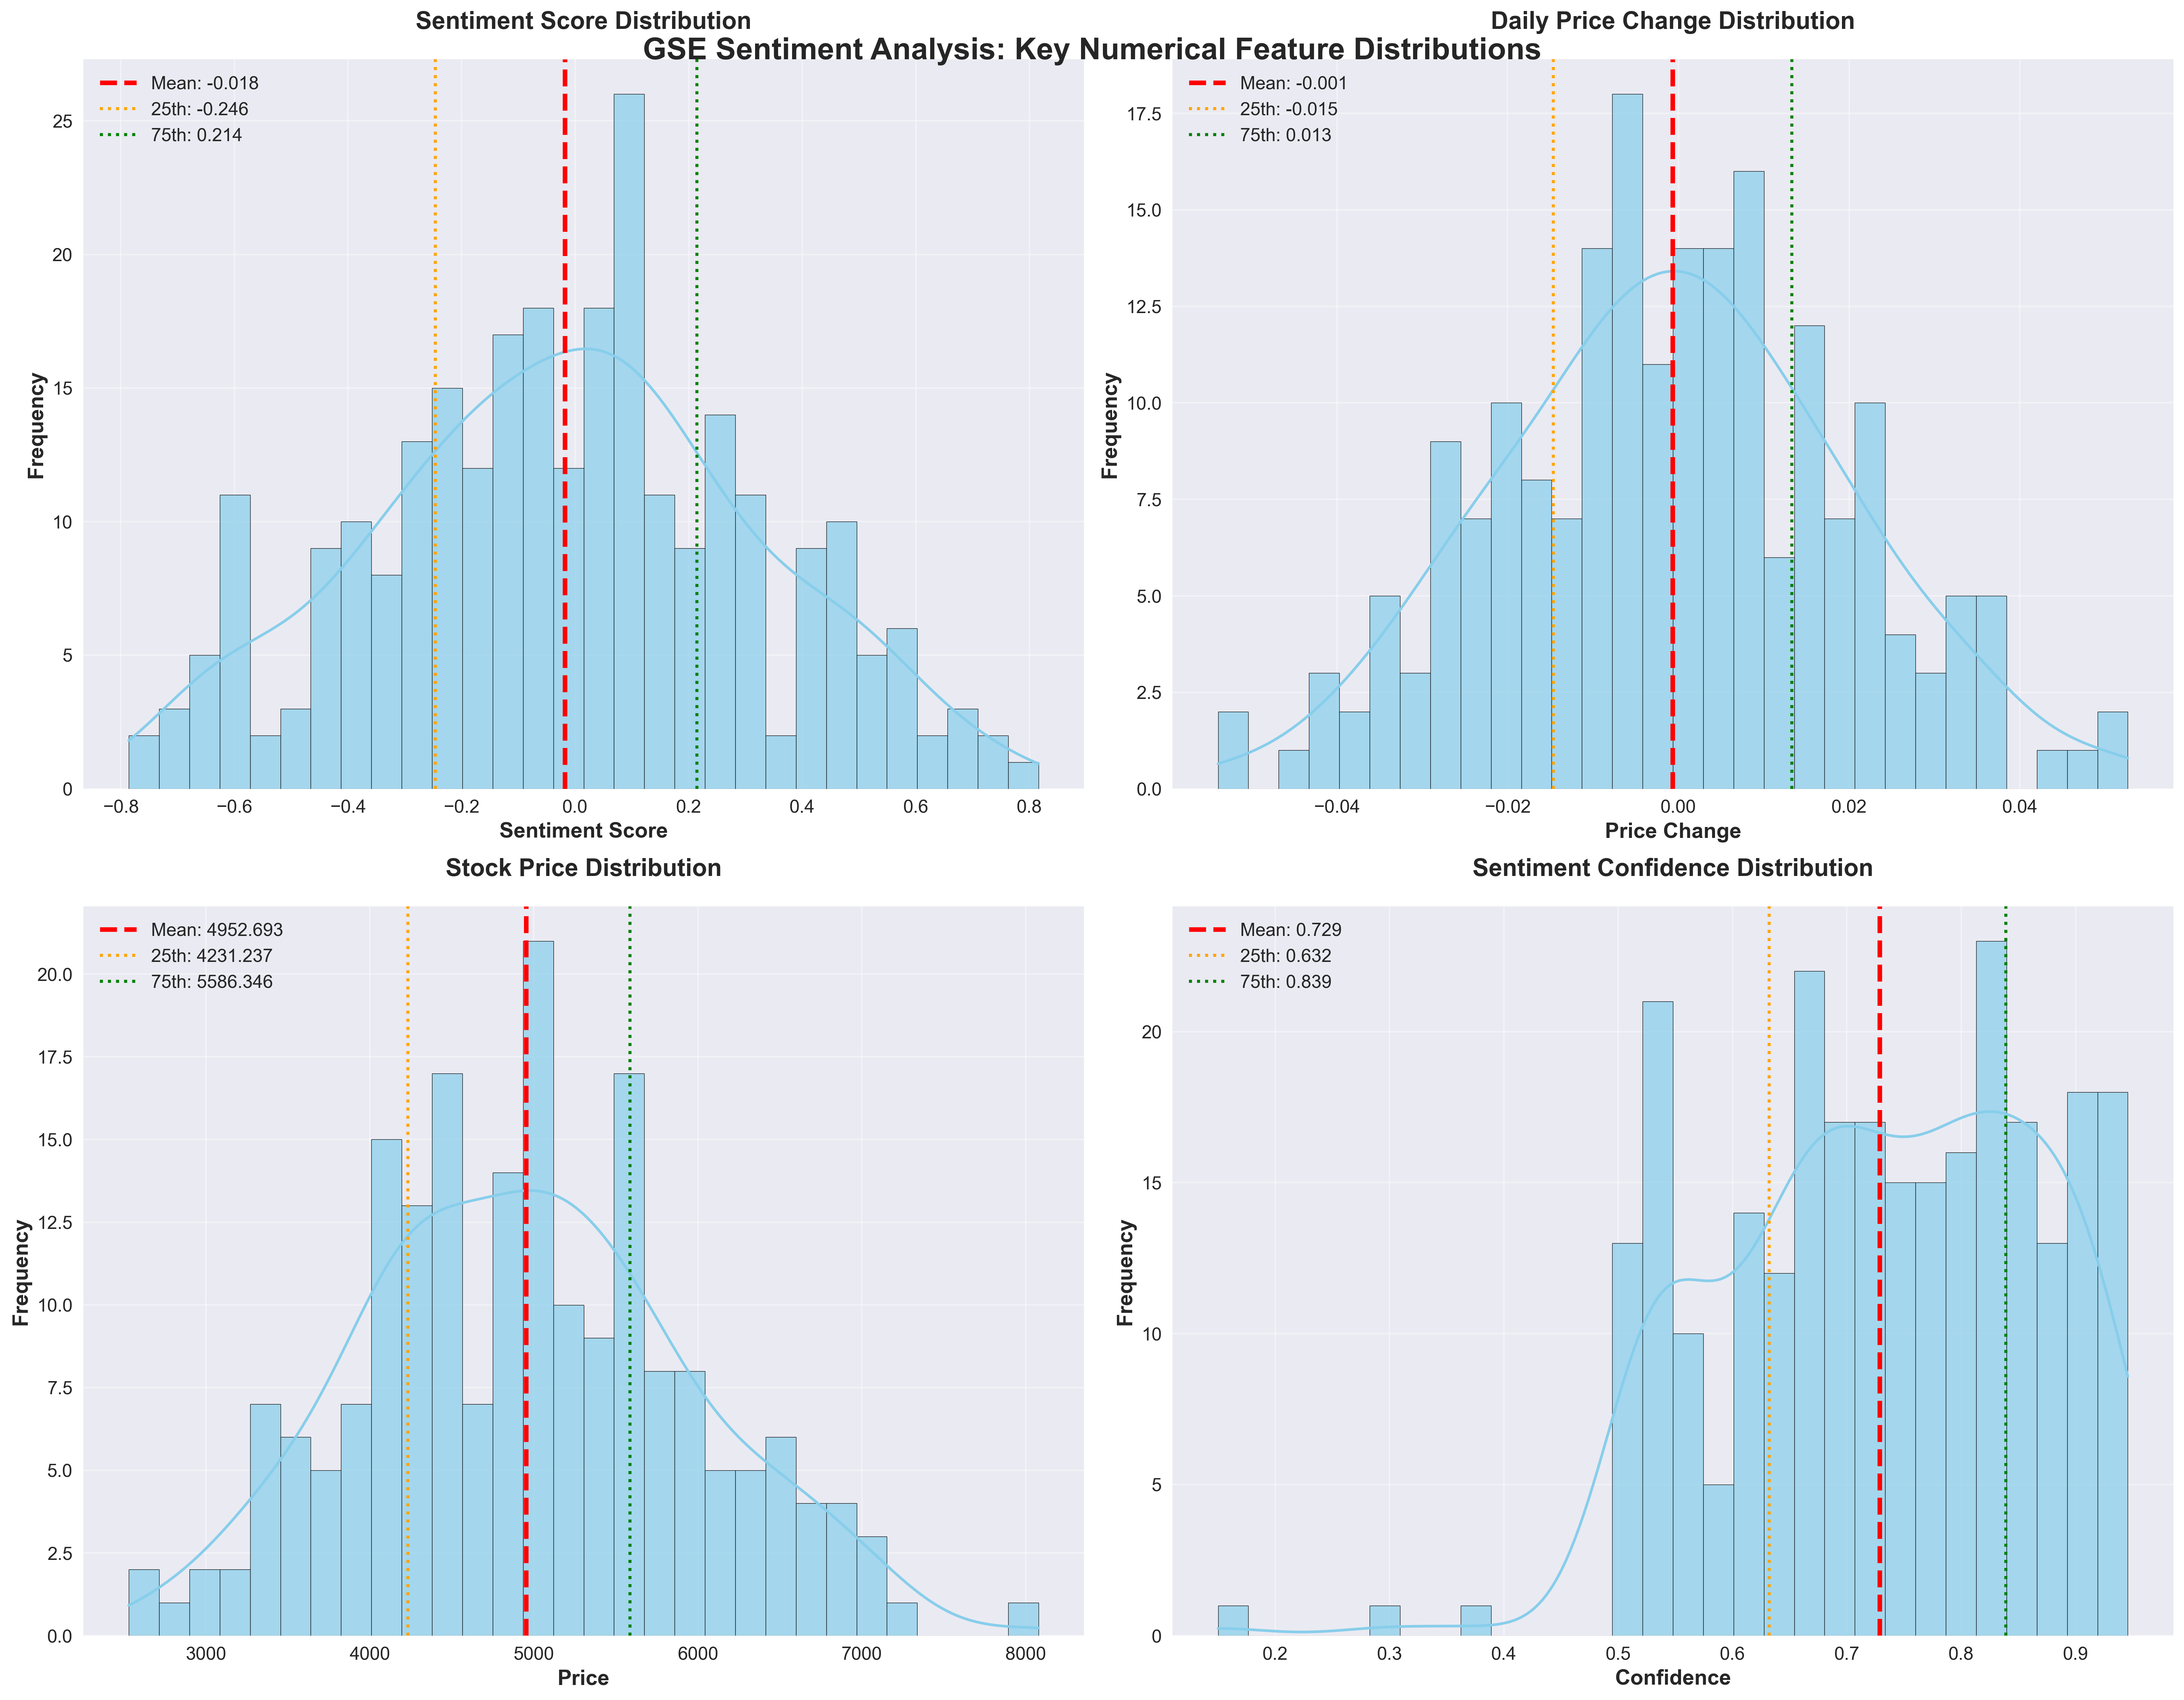 Sentiment Score Distribution
Daily Price Change Distribution
GSE Sentiment Analysis: Key Numerical Feature Distributions
Mean: -0.018
25th: -0.246
75th: 0.214
Frequency
25
20
15
10
5
0
−0.8
−0.6
−0.4
−0.2
0.0
0.2
0.4
0.6
0.8
Sentiment Score
Mean: -0.001
25th: -0.015
75th: 0.013
Frequency
17.5
15.0
12.5
10.0
7.5
5.0
2.5
0.0
−0.04
−0.02
0.00
0.02
0.04
Price Change
Stock Price Distribution
Mean: 4952.693
25th: 4231.237
75th: 5586.346
Frequency
20.0
17.5
15.0
12.5
10.0
7.5
5.0
2.5
0.0
3000
4000
5000
6000
7000
8000
Price
Sentiment Confidence Distribution
Mean: 0.729
25th: 0.632
75th: 0.839
Frequency
20
15
10
5
0
0.2
0.3
0.4
0.5
0.6
0.7
0.8
0.9
Confidence